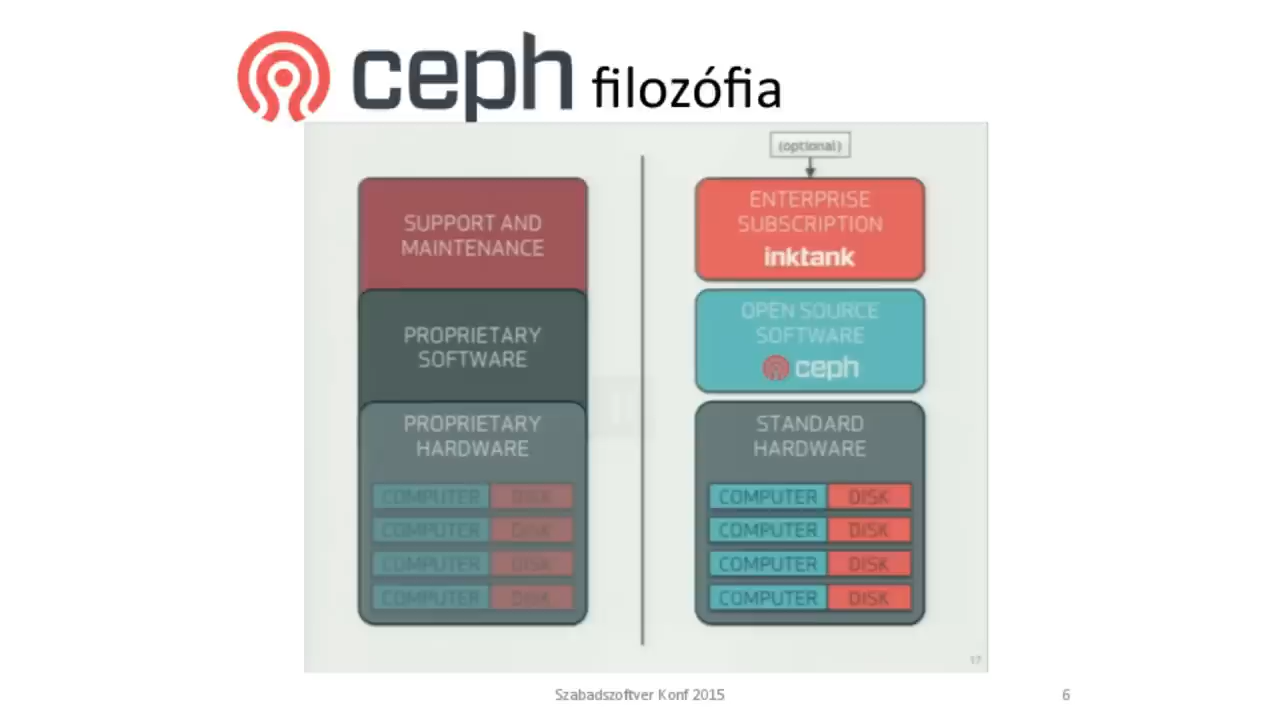 ceph filozófia
(optional)
SUPPORT AND
MAINTENANCE
PROPRIETARY
SOFTWARE
PROPRIETARY
HARDWARE
COMPUTER DISK
COMPUTER DISK
COMPUTER DISK
COMPUTER DISK
ENTERPRISE
SUBSCRIPTION
inktank
OPEN SOURCE
SOFTWARE
ceph
STANDARD
HARDWARE
COMPUTER DISK
COMPUTER DISK
COMPUTER DISK
COMPUTER DISK
17
Szabadszoftver Konf 2015
6